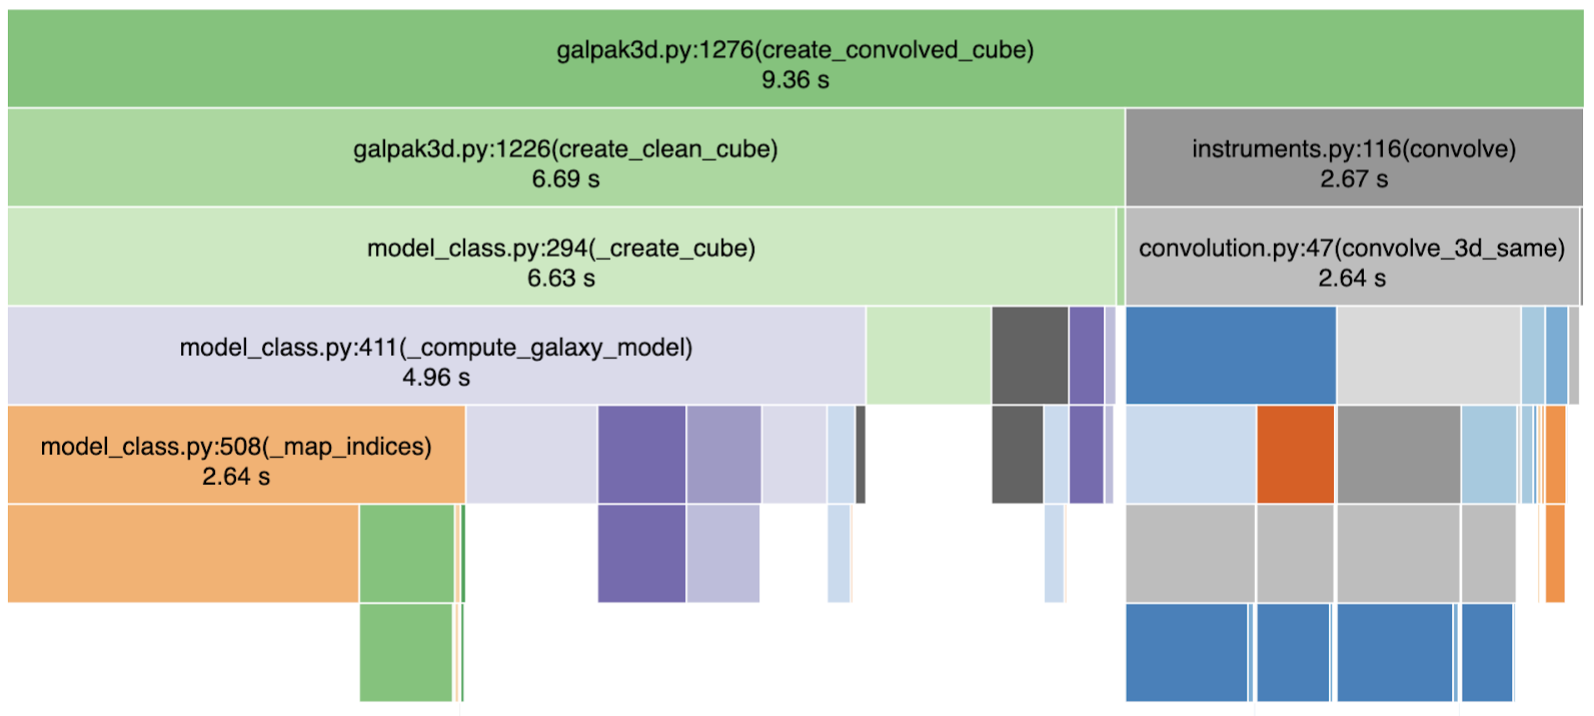 galpak3d.py:1276(create_convolved_cube)
9.36 s
galpak3d.py:1226(create_clean_cube)
6.69 s
instruments.py:116(convolve)
2.67 s
model_class.py:294(_create_cube)
6.63 s
convolution.py:47(convolve_3d_same)
2.64 s
model_class.py:411(_compute_galaxy_model)
4.96 s
model_class.py:508(_map_indices)
2.64 s